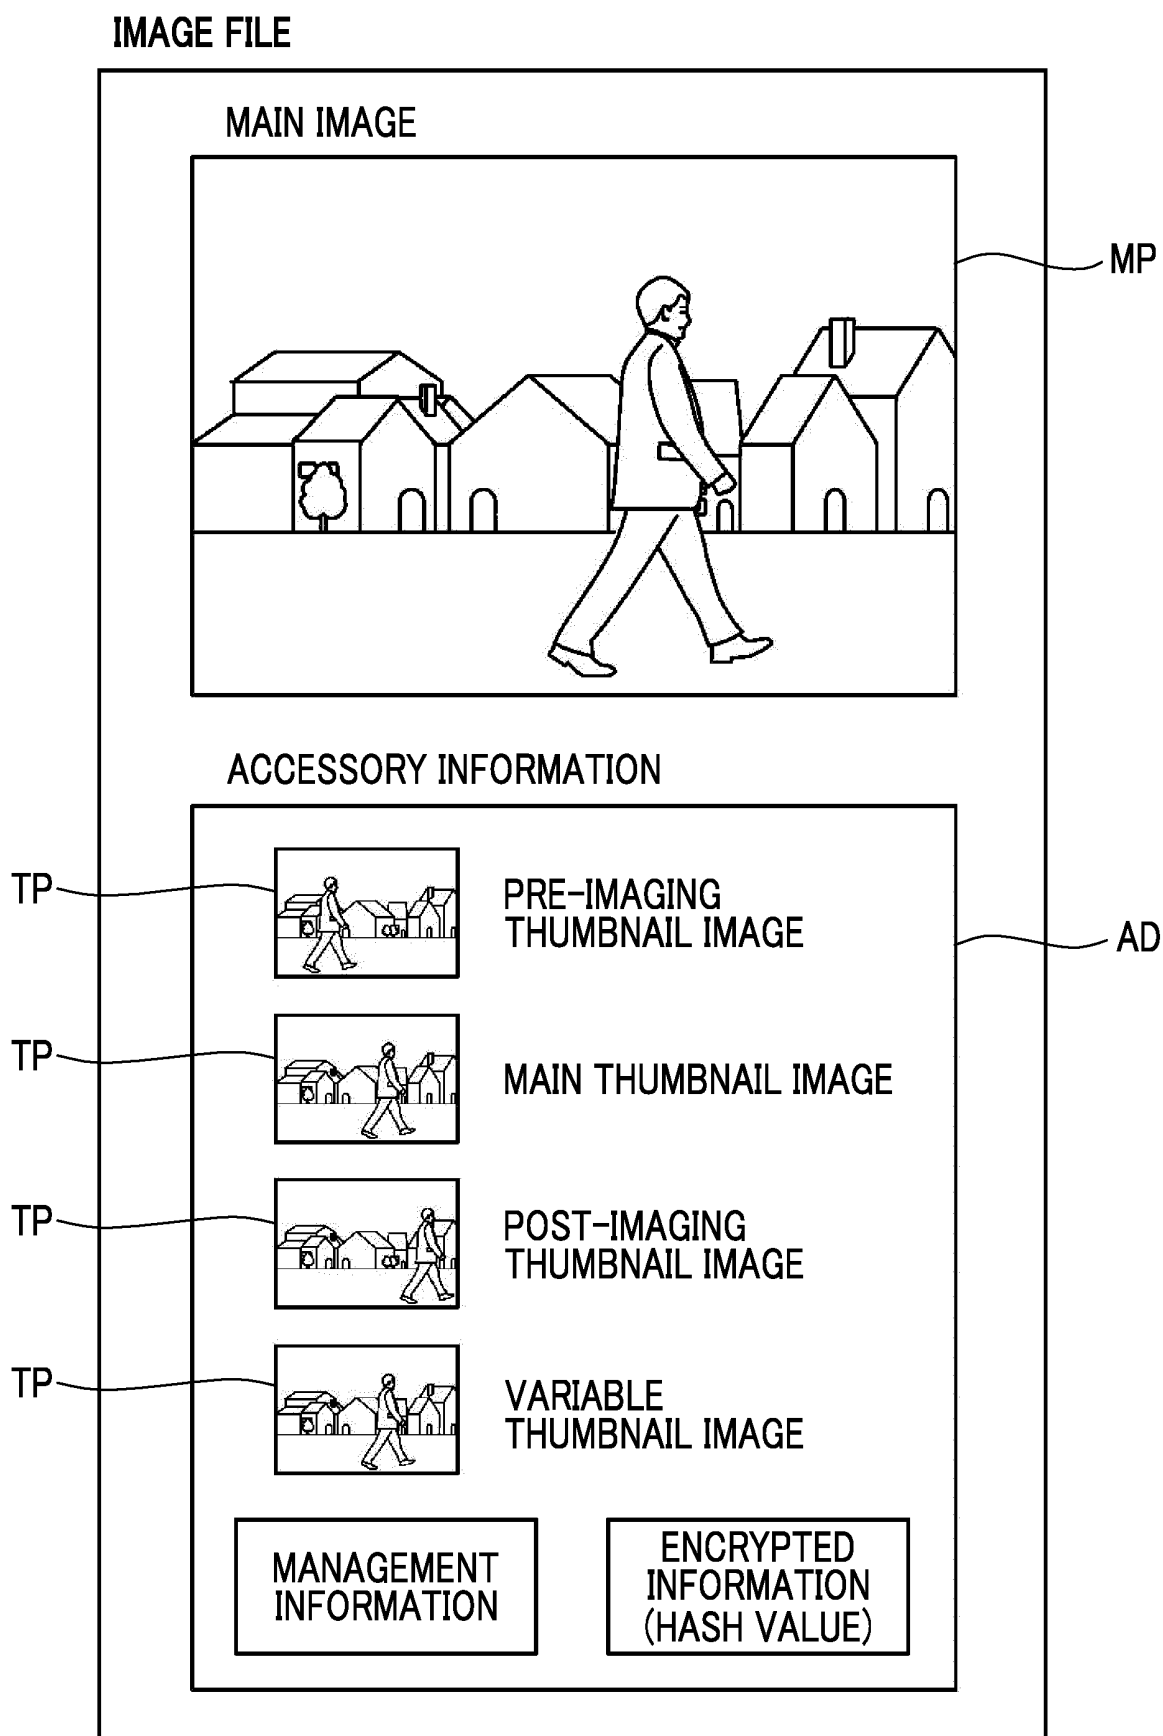 IMAGE FILE
MAIN IMAGE
MP
ACCESSORY INFORMATION
TP
PRE-IMAGING
THUMBNAIL IMAGE
AD
TP
MAIN THUMBNAIL IMAGE
TP
POST-IMAGING
THUMBNAIL IMAGE
TP
VARIABLE
THUMBNAIL IMAGE
MANAGEMENT
INFORMATION
ENCRYPTED
INFORMATION
(HASH VALUE)